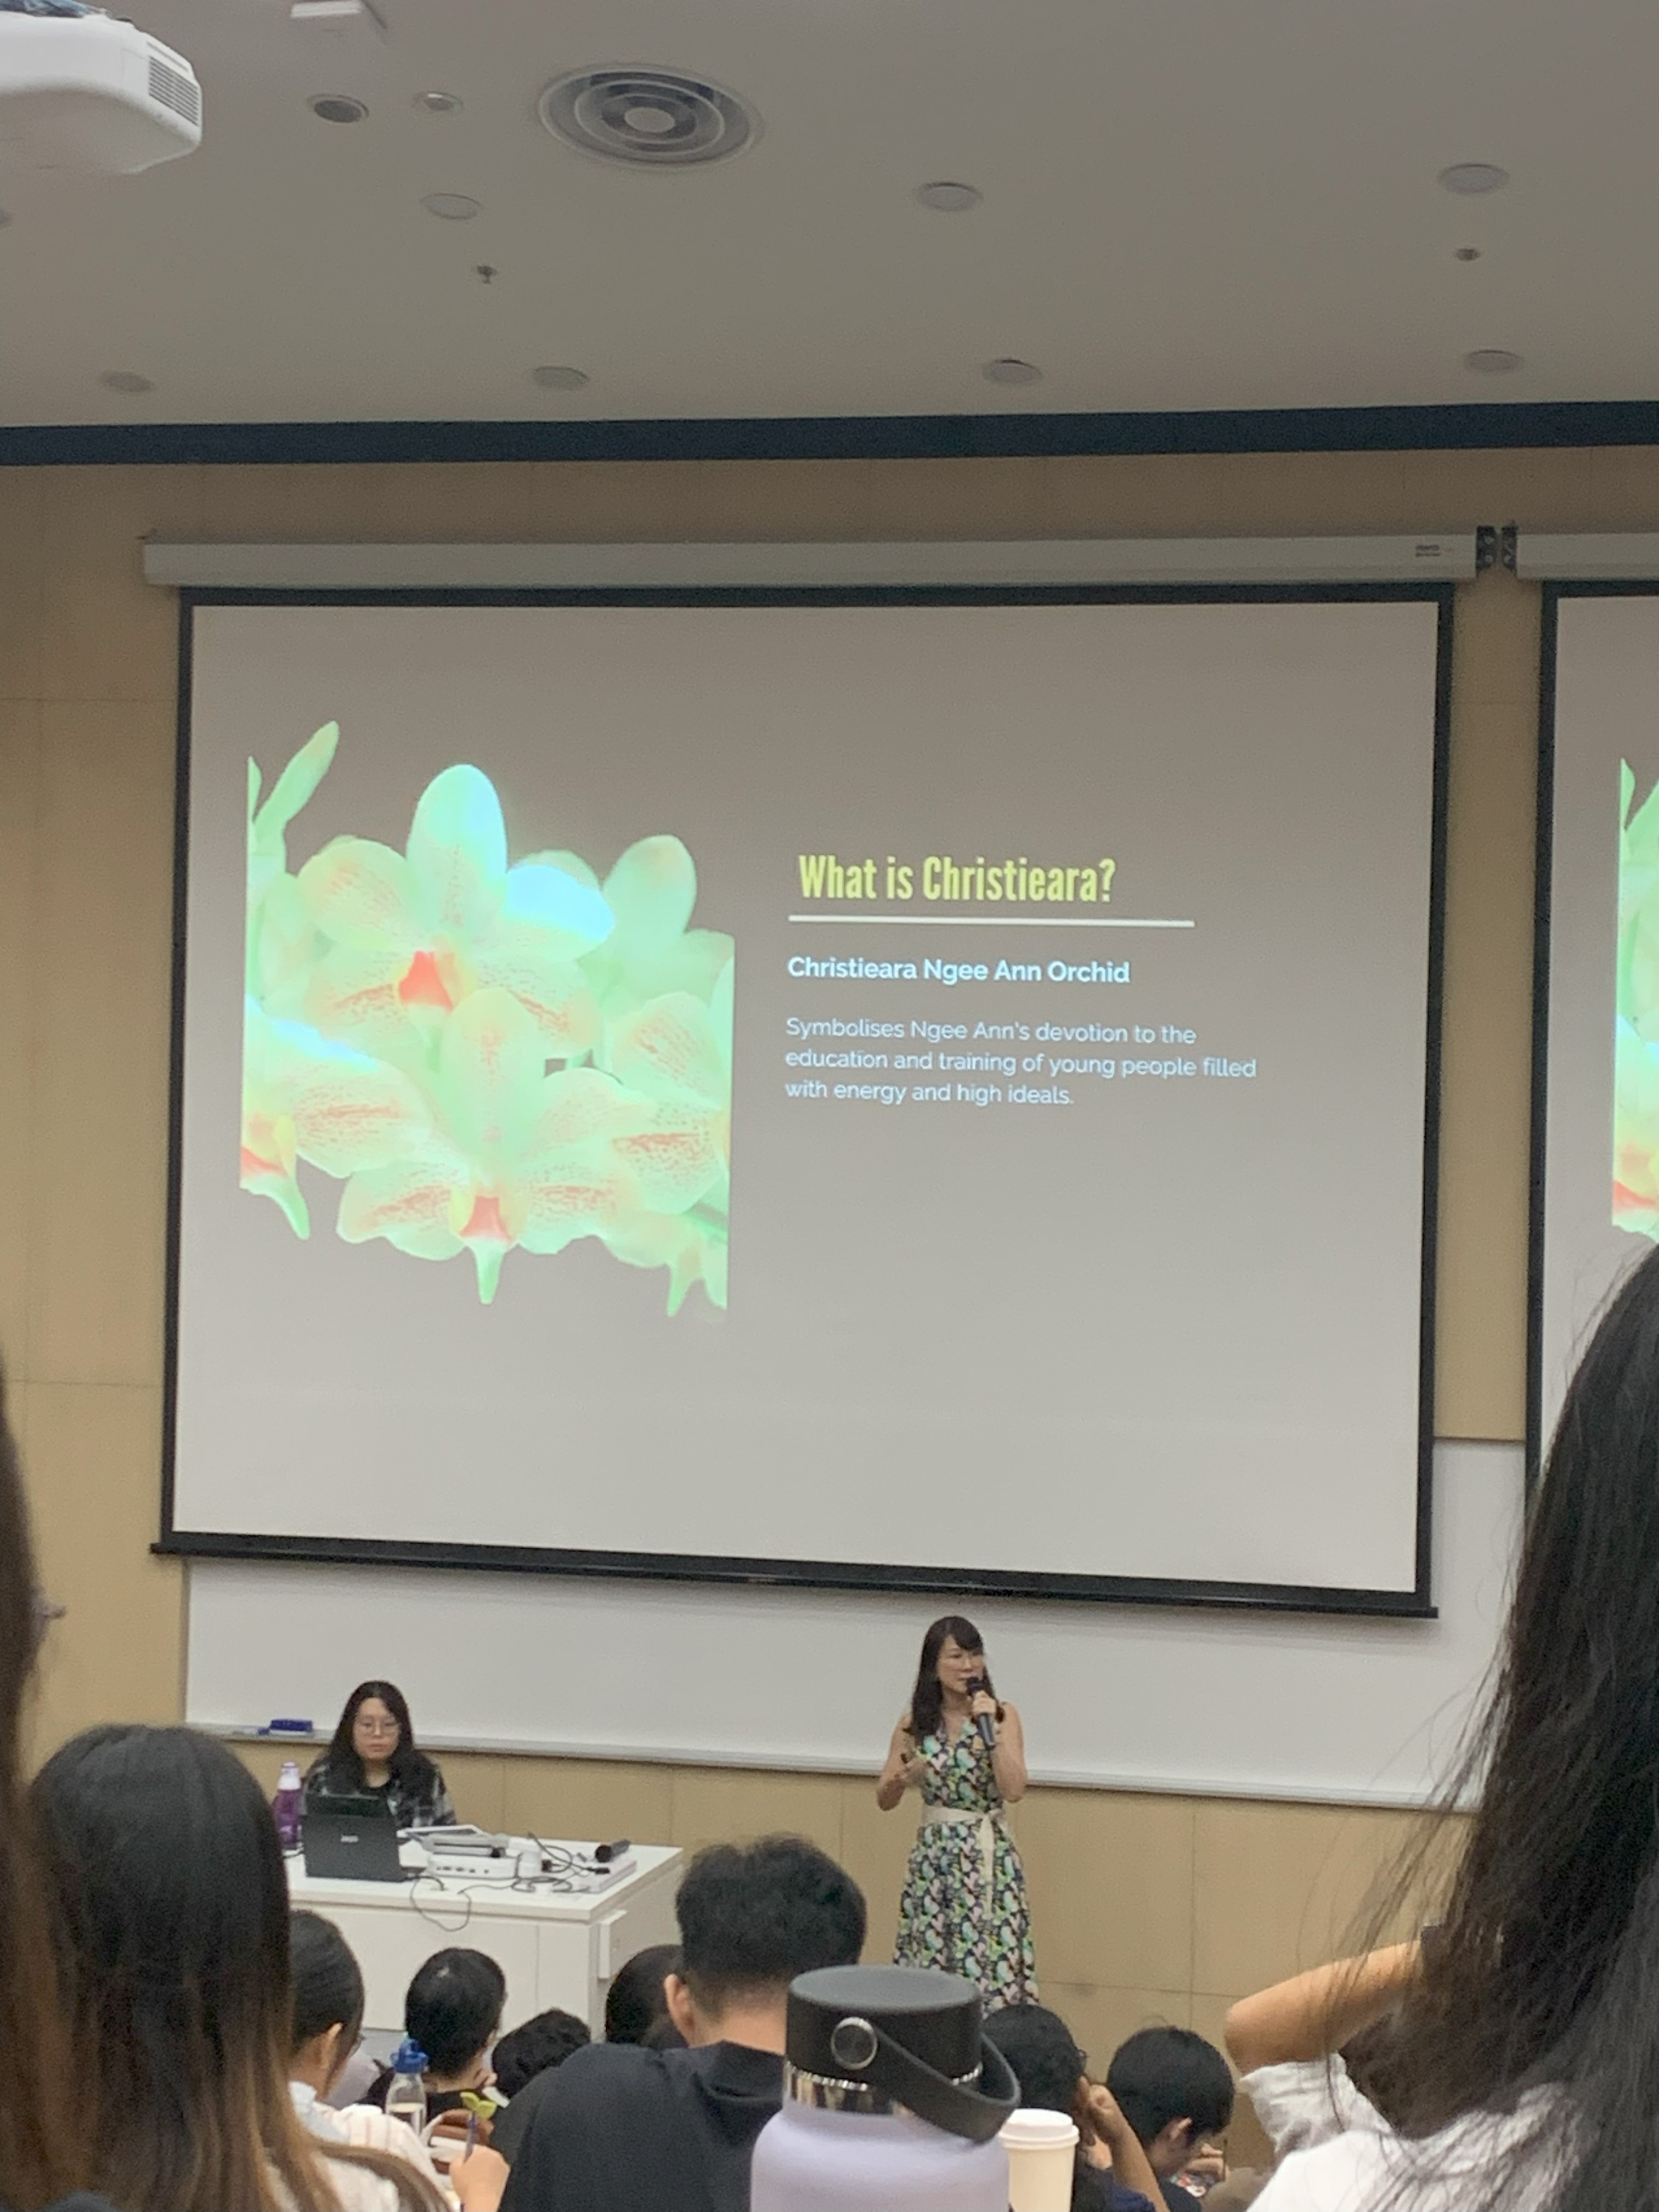 What is Christieara?
Christieara Ngee Ann Orchid
Symbolises Ngee Ann's devotion to the
education and training of young people filled
with energy and high ideals.